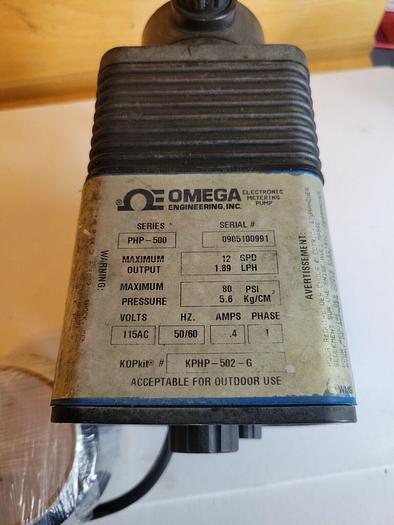 ® OMEGA ELECTRONIC
ENGINEERING, INC. METERING
PUMP
SERIES SERIAL #
PHP-500 0905100991
MAXIMUM 12 GPD
OUTPUT 1.89 LPH
MAXIMUM 80 PSI
PRESSURE 5.6 Kg/CM²
VOLTS HZ. AMPS PHASE
115AC 50/60 .4 1
KOPkit® # KPHP-502-G
ACCEPTABLE FOR OUTDOOR USE
WARNING:
AVERTISSEMENT:
WMS